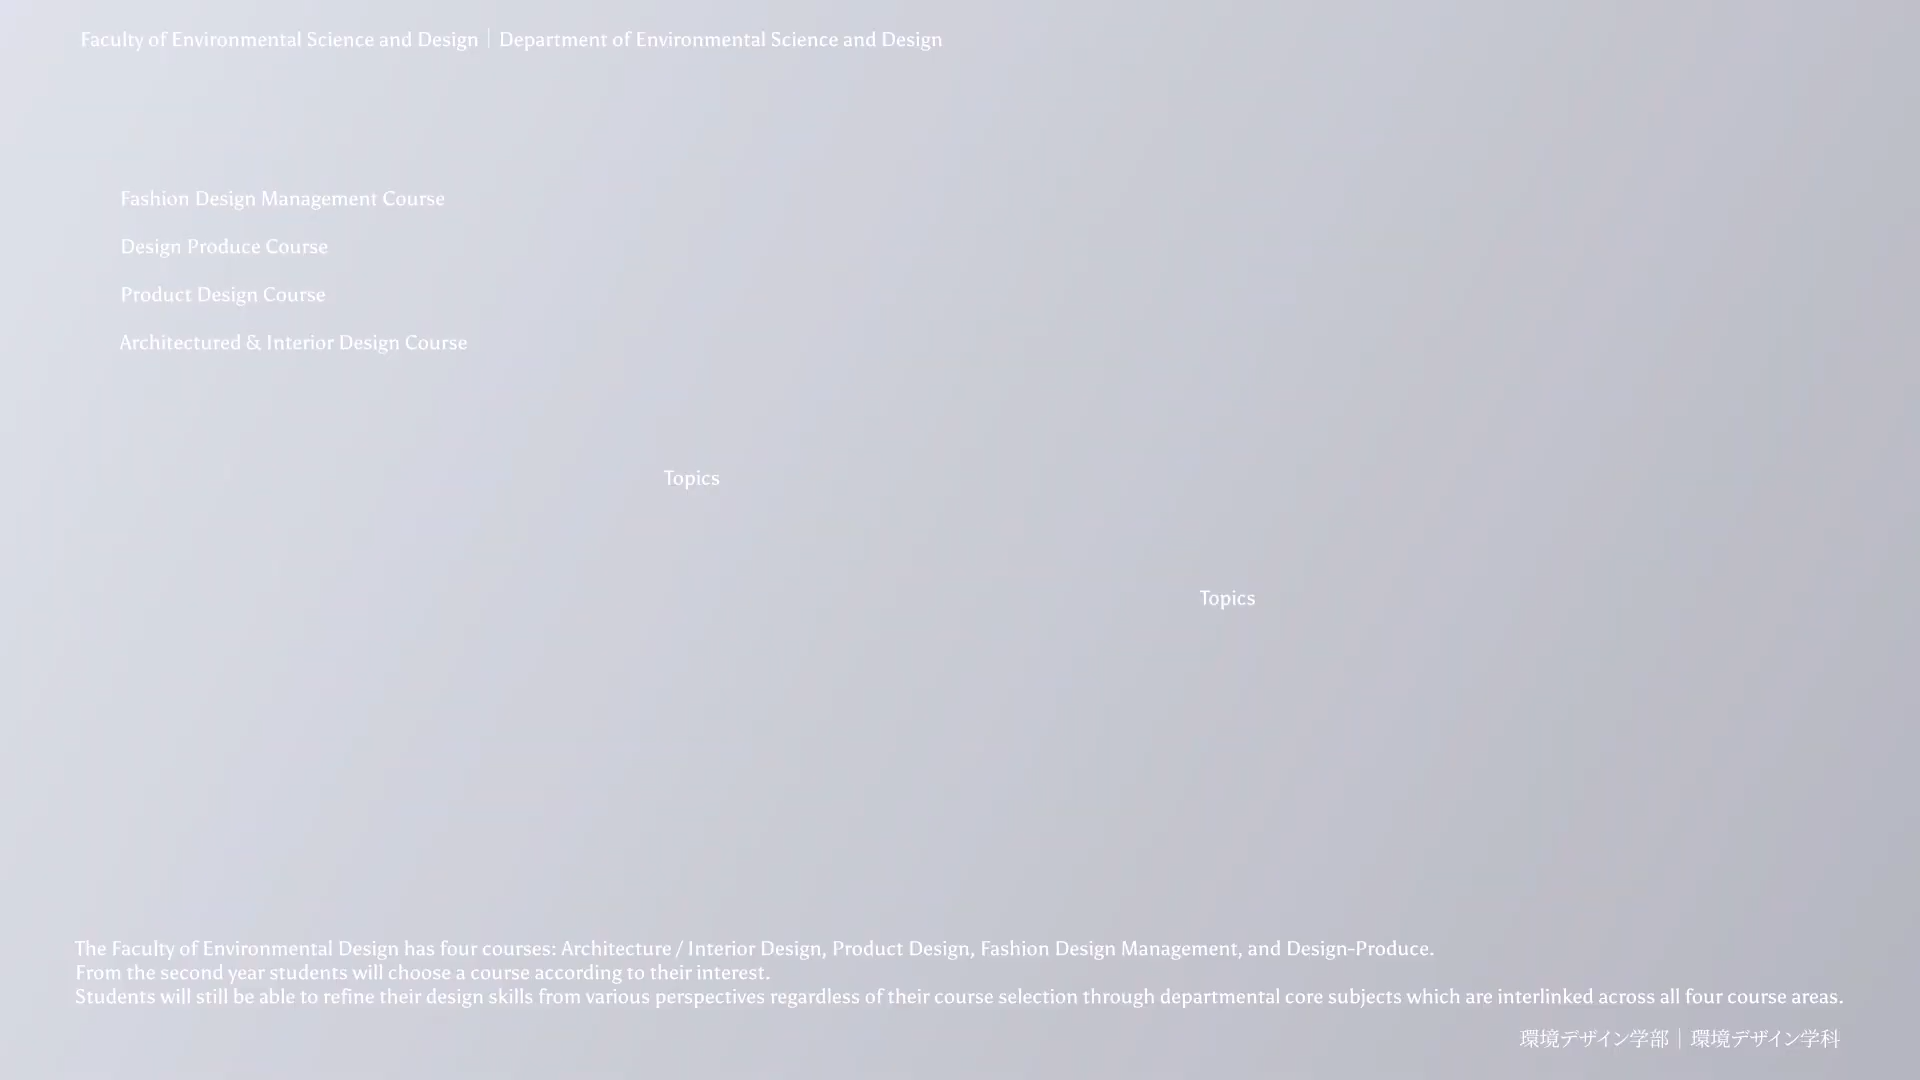 Faculty of Environmental Science and Design｜Department of Environmental Science and Design
Fashion Design Management Course
Design Produce Course
Product Design Course
Architectured & Interior Design Course
Topics
Topics
The Faculty of Environmental Design has four courses: Architecture / Interior Design, Product Design, Fashion Design Management, and Design-Produce.
From the second year students will choose a course according to their interest.
Students will still be able to refine their design skills from various perspectives regardless of their course selection through departmental core subjects which are interlinked across all four course areas.
環境デザイン学部｜環境デザイン学科